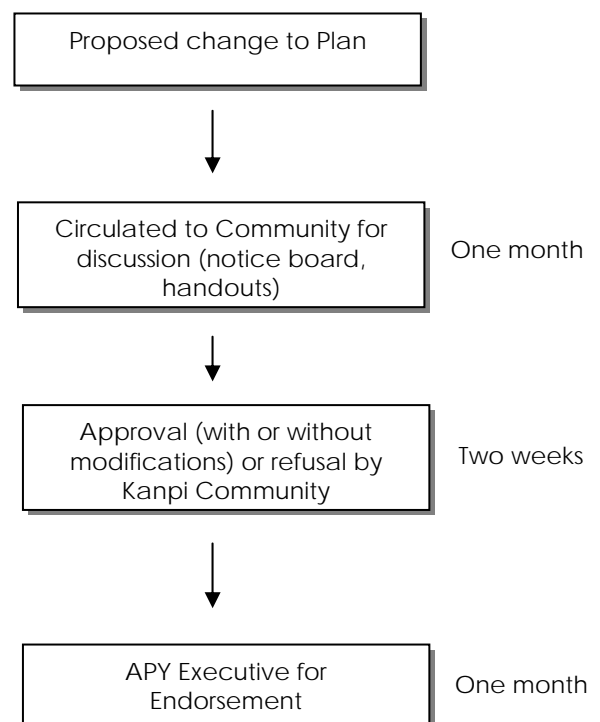 Proposed change to Plan
Circulated to Community for
discussion (notice board,
handouts)
One month
Approval (with or without
modifications) or refusal by
Kanpi Community
Two weeks
APY Executive for
Endorsement
One month